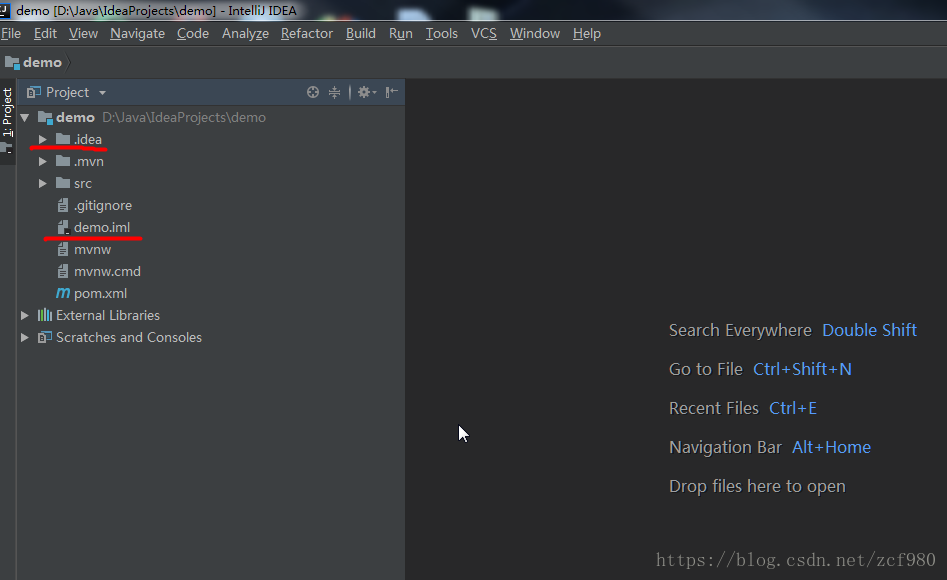 demo [D:\Java\IdeaProjects\demo] - IntelliJ IDEA
File Edit View Navigate Code Analyze Refactor Build Run Tools VCS Window Help
demo
1: Project
Project
demo D:\Java\IdeaProjects\demo
.idea
.mvn
src
.gitignore
demo.iml
mvnw
mvnw.cmd
pom.xml
External Libraries
Scratches and Consoles
Search Everywhere Double Shift
Go to File Ctrl+Shift+N
Recent Files Ctrl+E
Navigation Bar Alt+Home
Drop files here to open
https://blog.csdn.net/zcf980